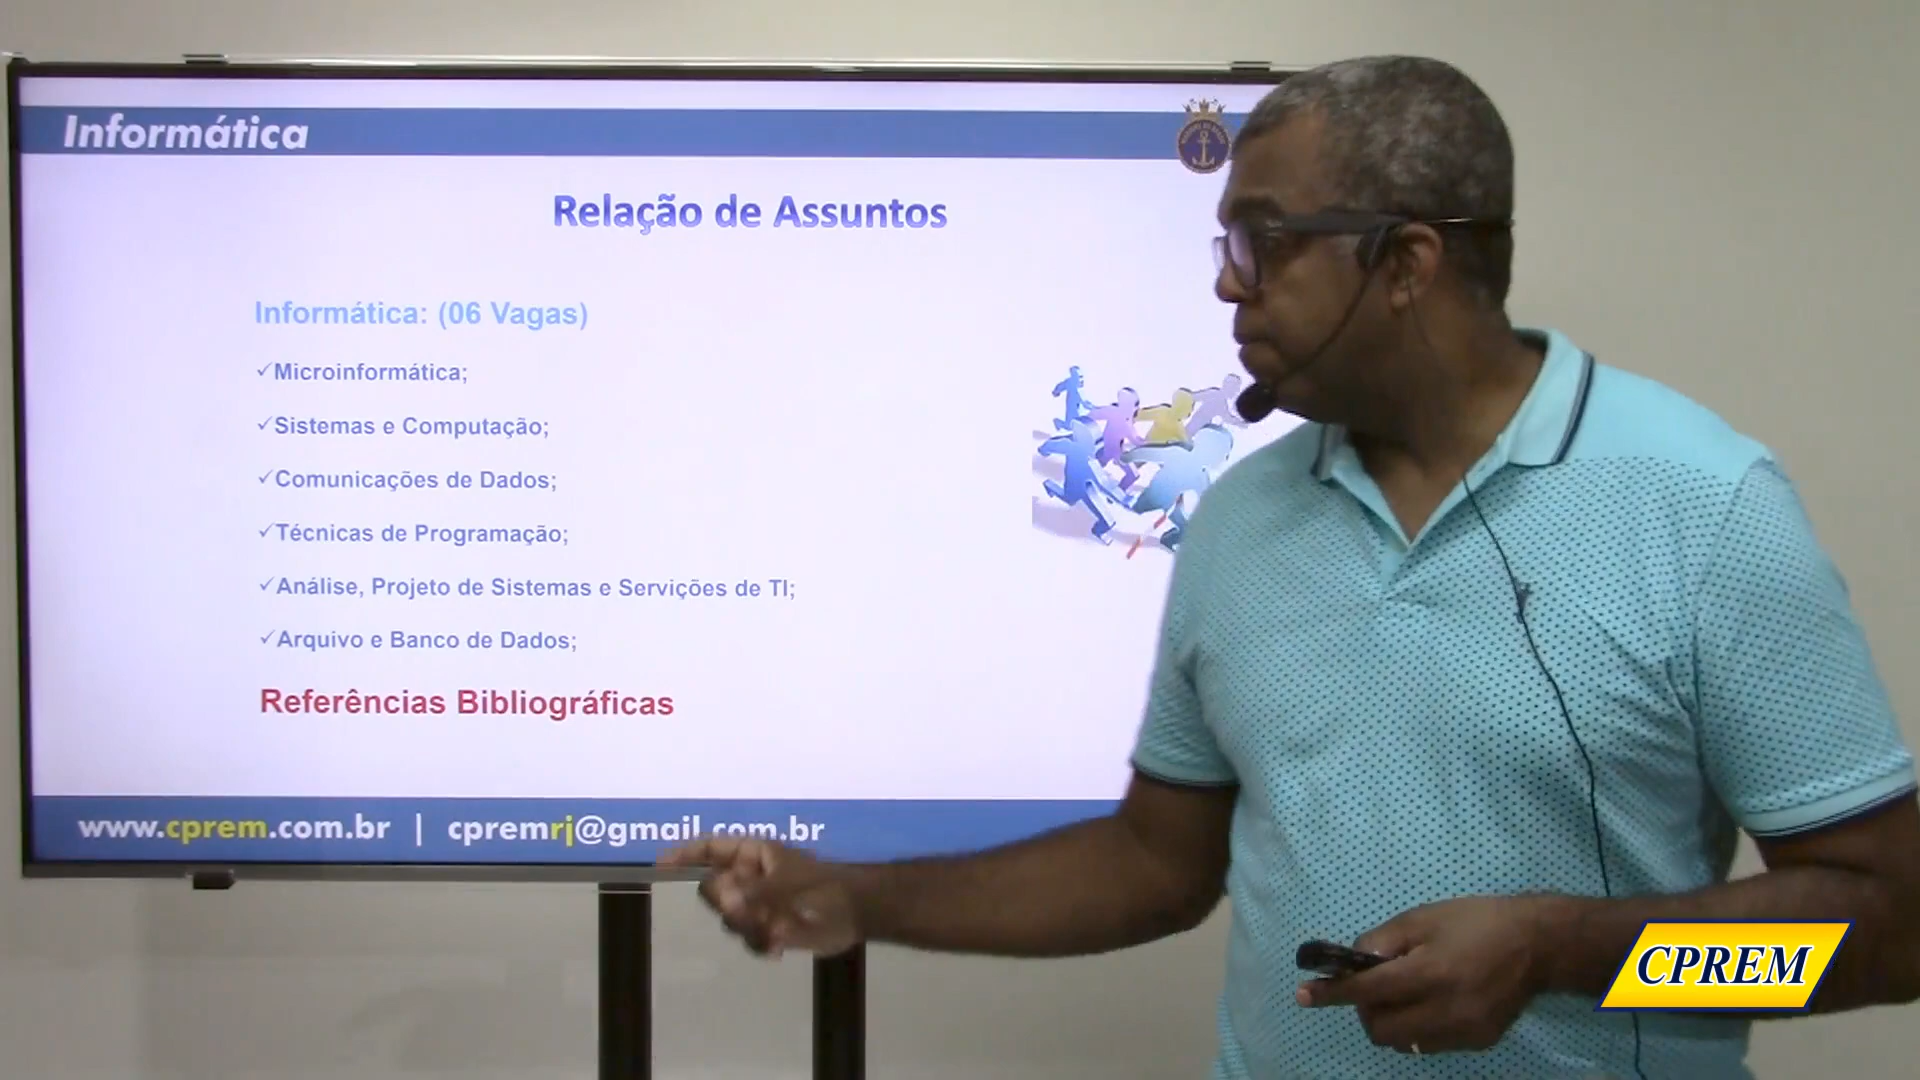 Informática
Relação de Assuntos
Informática: (06 Vagas)
✓Microinformática;
✓Sistemas e Computação;
✓Comunicações de Dados;
✓Técnicas de Programação;
✓Análise, Projeto de Sistemas e Servições de TI;
✓Arquivo e Banco de Dados;
Referências Bibliográficas
www.cprem.com.br | cpremrj@gmail.com.br
CPREM